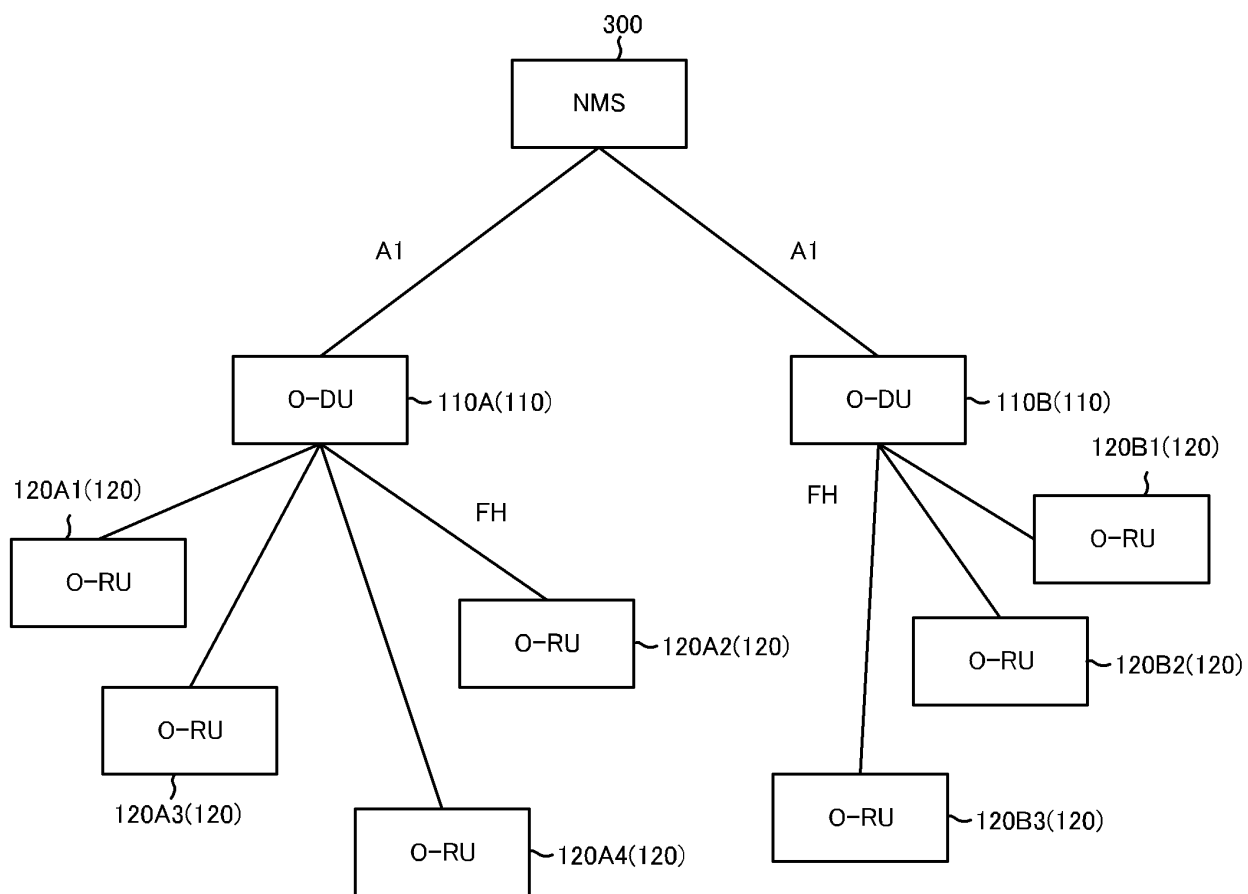 300
NMS
A1
A1
O-DU
110A(110)
O-DU
110B(110)
120A1(120)
FH
FH
120B1(120)
O-RU
O-RU
O-RU
120A2(120)
O-RU
120B2(120)
O-RU
120A3(120)
O-RU
120B3(120)
O-RU
120A4(120)